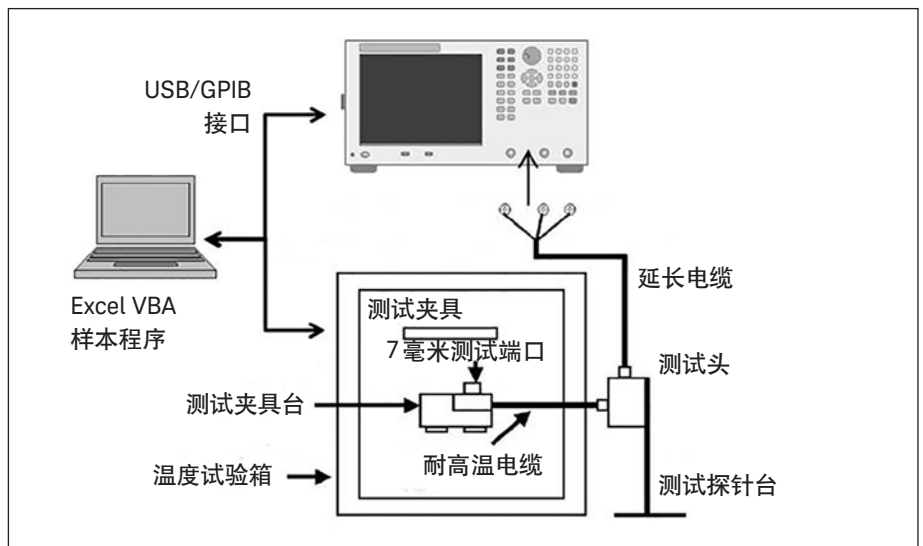 USB/GPIB
接口
Excel VBA
样本程序
延长电缆
测试夹具
7毫米测试端口
测试头
测试夹具台
耐高温电缆
温度试验箱
测试探针台